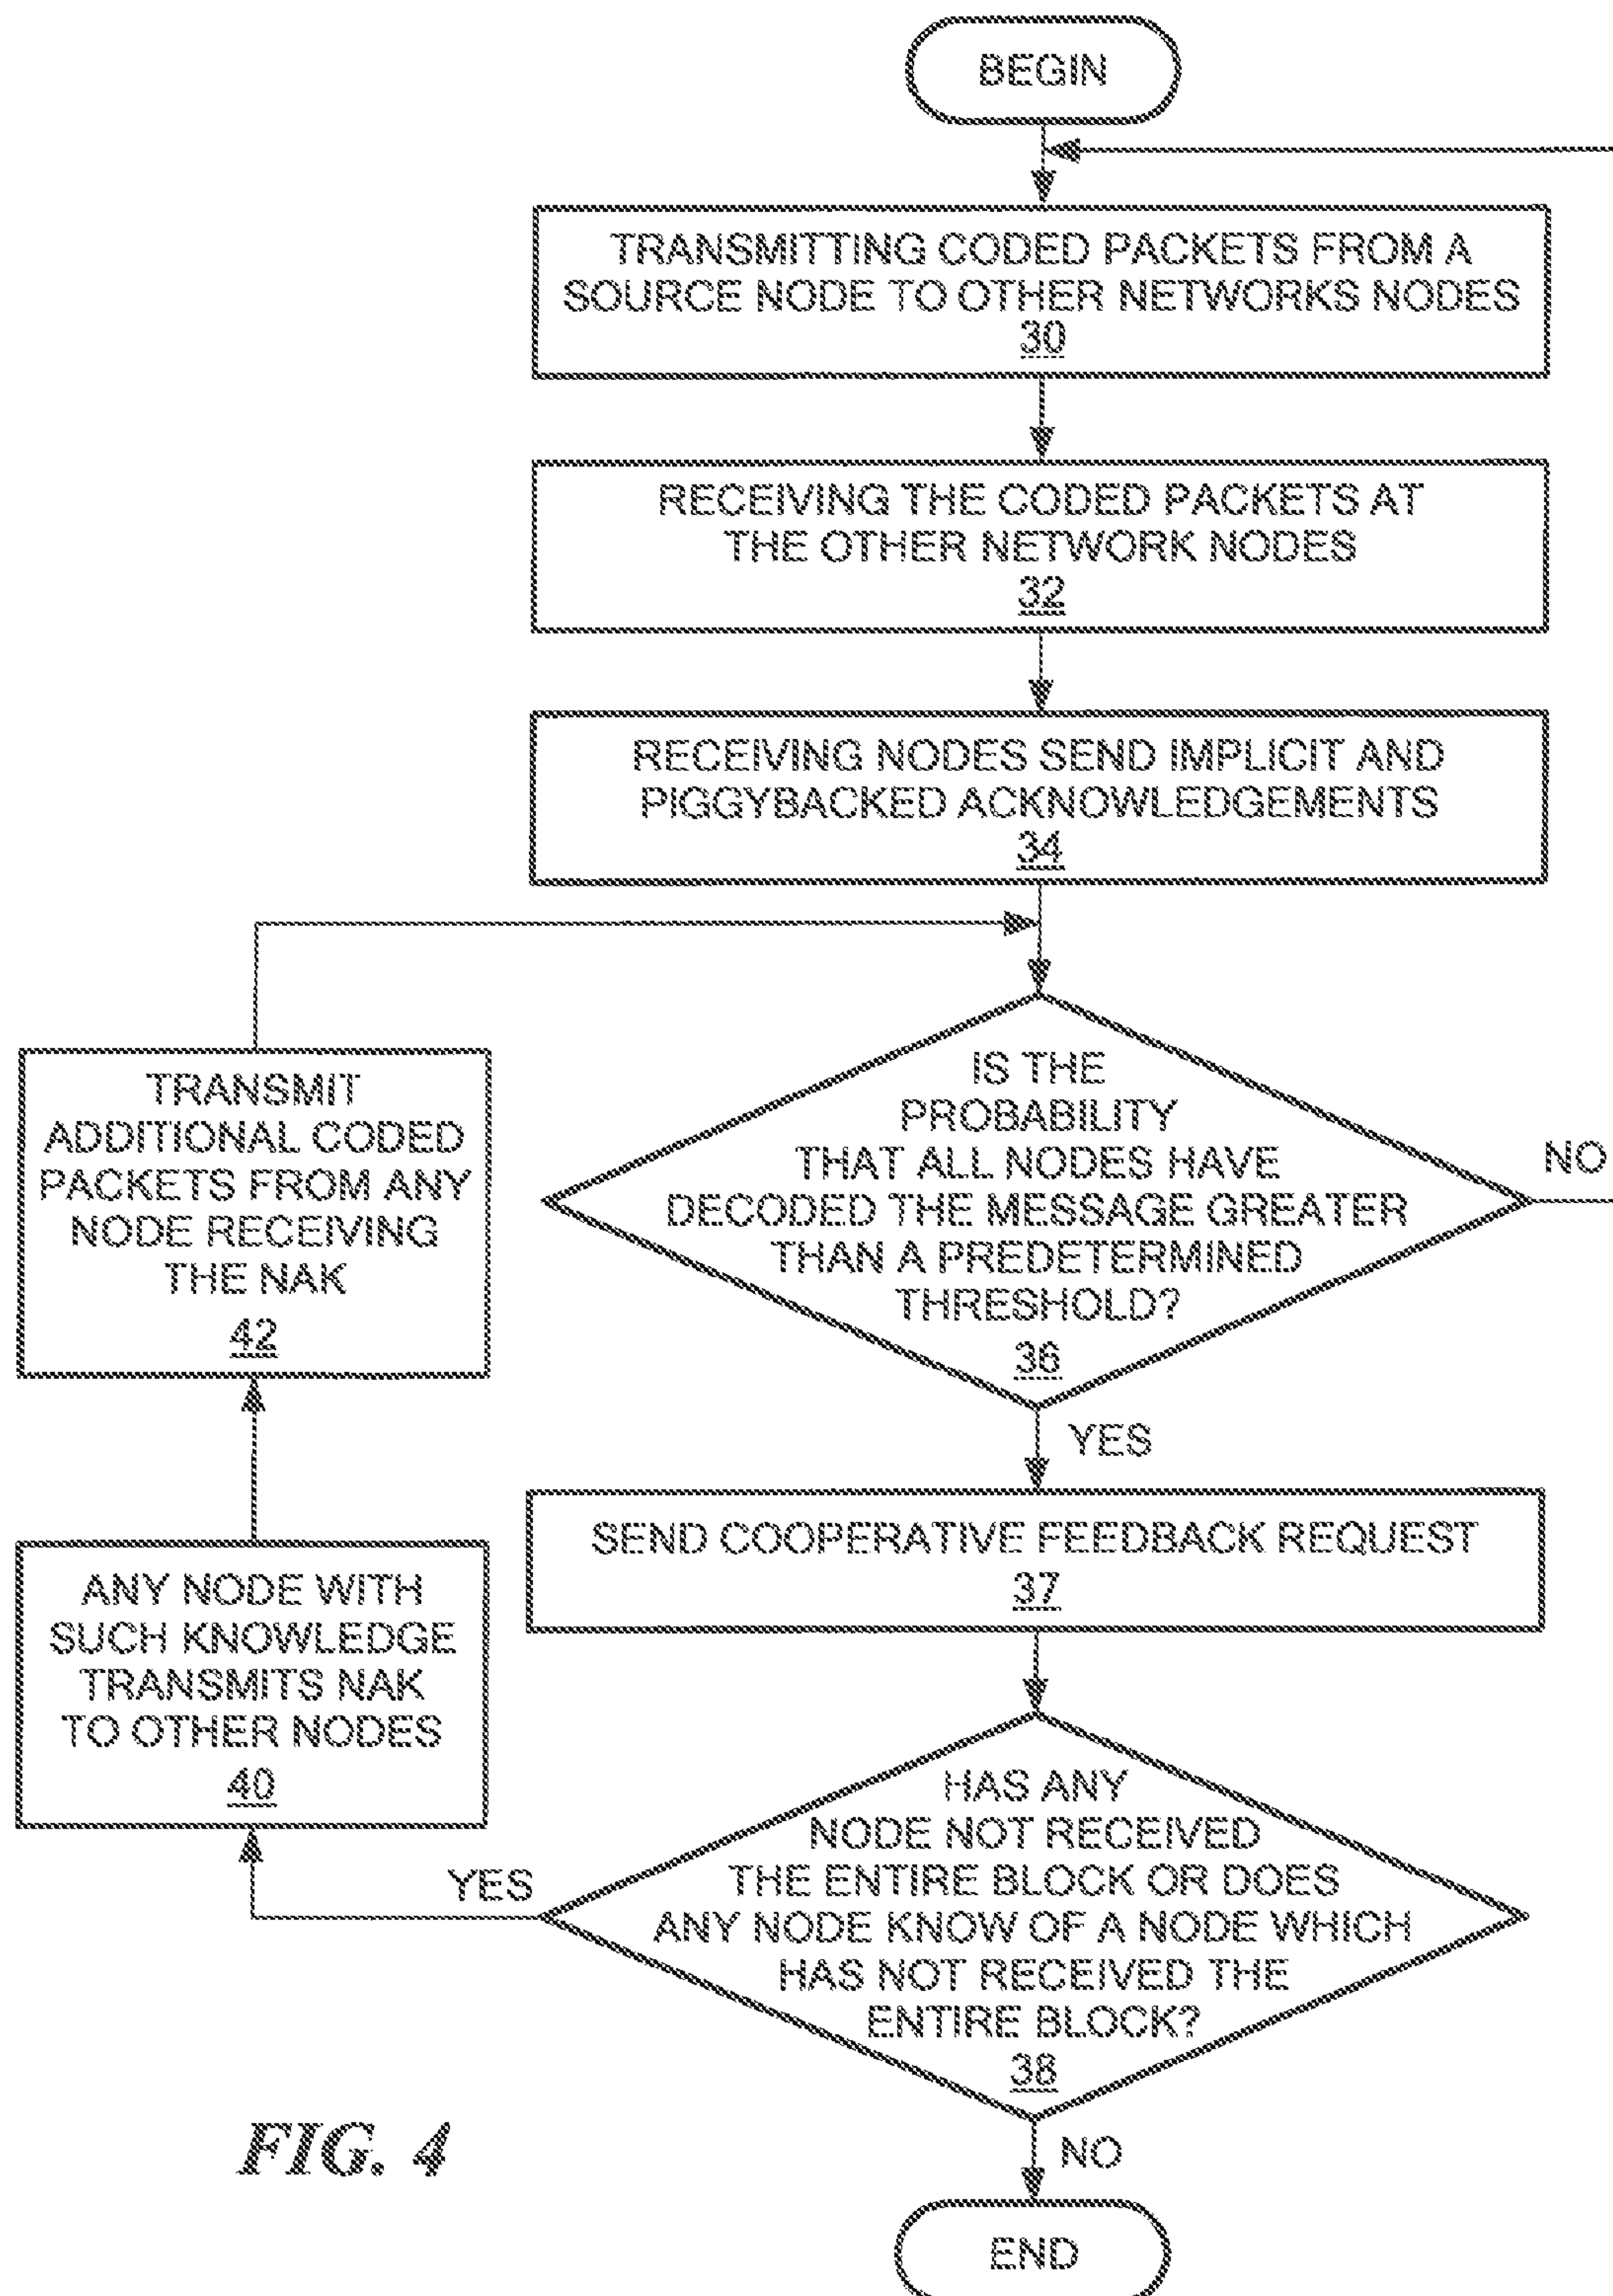 BEGIN
TRANSMITTING CODED PACKETS FROM A
SOURCE NODE TO OTHER NETWORKS NODES
30
RECEIVING THE CODED PACKETS AT
THE OTHER NETWORK NODES
32
RECEIVING NODES SEND IMPLICIT AND
PIGGYBACKED ACKNOWLEDGEMENTS
34
IS THE
PROBABILITY
THAT ALL NODES HAVE
DECODED THE MESSAGE GREATER
THAN A PREDETERMINED
THRESHOLD?
36
NO
YES
TRANSMIT
ADDITIONAL CODED
PACKETS FROM ANY
NODE RECEIVING
THE NAK
42
SEND COOPERATIVE FEEDBACK REQUEST
37
ANY NODE WITH
SUCH KNOWLEDGE
TRANSMITS NAK
TO OTHER NODES
40
YES
HAS ANY
NODE NOT RECEIVED
THE ENTIRE BLOCK OR DOES
ANY NODE KNOW OF A NODE WHICH
HAS NOT RECEIVED THE
ENTIRE BLOCK?
38
NO
END
FIG. 4